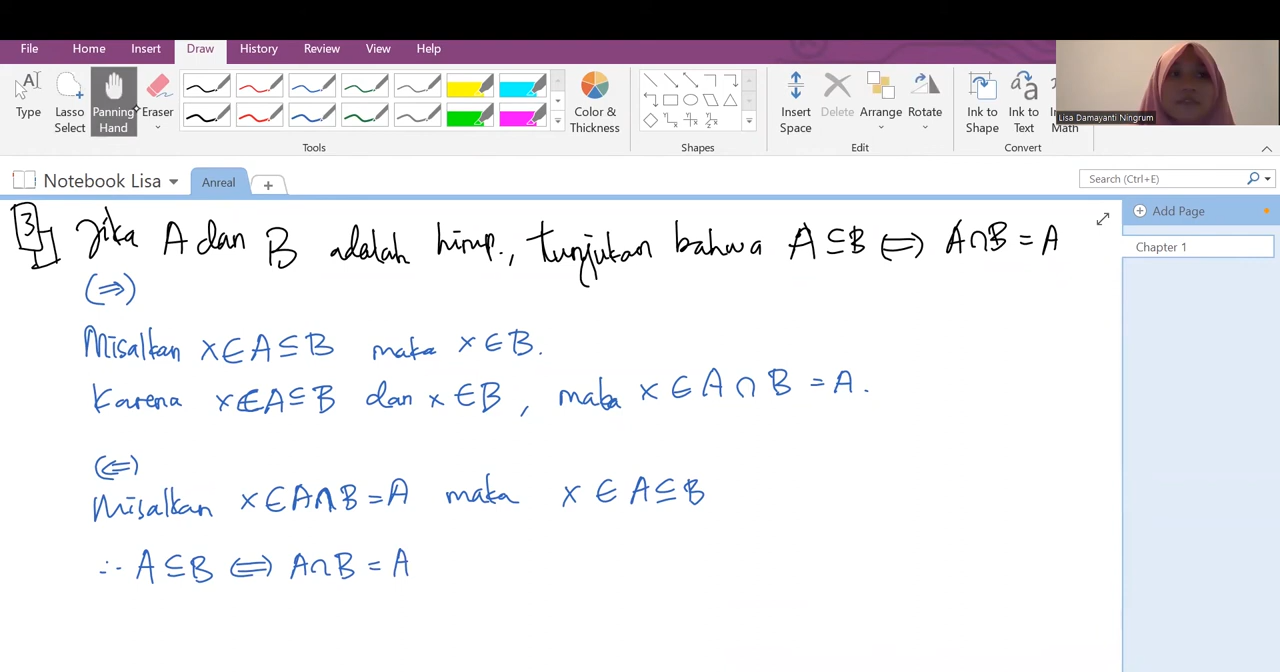 File Home Insert Draw History Review View Help
Type Lasso Select Panning Hand Eraser Color & Thickness Insert Space Delete Arrange Rotate Ink to Shape Ink to Text Math
Tools Shapes Edit Convert
Lisa Damayanti Ningrum
Notebook Lisa Anreal + Search (Ctrl+E)
Add Page
Chapter 1
3 Jika A dan B adalah himp., tunjukan bahwa A ⊆ B ⟺ A ∩ B = A
(⇒)
Misalkan x ∈ A ⊆ B maka x ∈ B.
Karena x ∈ A ⊆ B dan x ∈ B, maka x ∈ A ∩ B = A.
(⇐)
Misalkan x ∈ A ∩ B = A maka x ∈ A ⊆ B
∴ A ⊆ B ⟺ A ∩ B = A